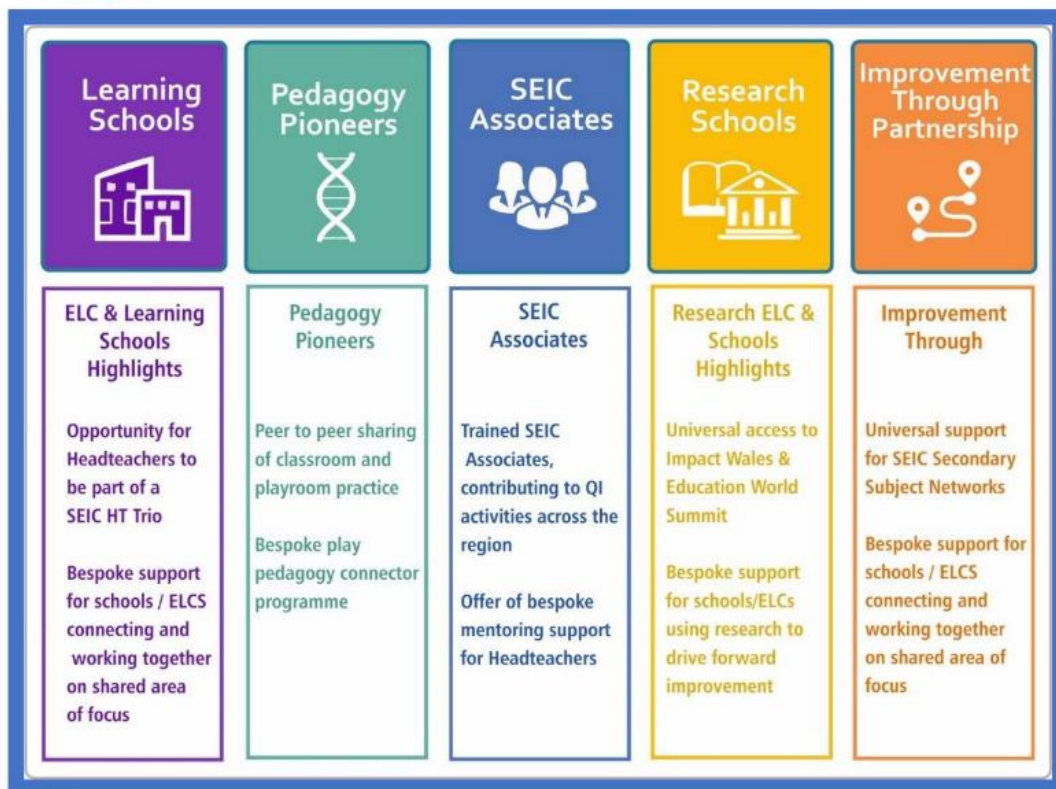 Learning
Schools
Pedagogy
Pioneers
SEIC
Associates
Research
Schools
Improvement
Through
Partnership
ELC & Learning
Schools
Highlights
Opportunity for
Headteachers to
be part of a
SEIC HT Trio
Bespoke support
for schools / ELCS
connecting and
working together
on shared area
of focus
Pedagogy
Pioneers
Peer to peer sharing
of classroom and
playroom practice
Bespoke play
pedagogy connector
programme
SEIC
Associates
Trained SEIC
Associates,
contributing to QI
activities across the
region
Offer of bespoke
mentoring support
for Headteachers
Research ELC &
Schools
Highlights
Universal access to
Impact Wales &
Education World
Summit
Bespoke support
for schools/ELCs
using research to
drive forward
improvement
Improvement
Through
Universal support
for SEIC Secondary
Subject Networks
Bespoke support for
schools / ELCS
connecting and
working together
on shared area of
focus